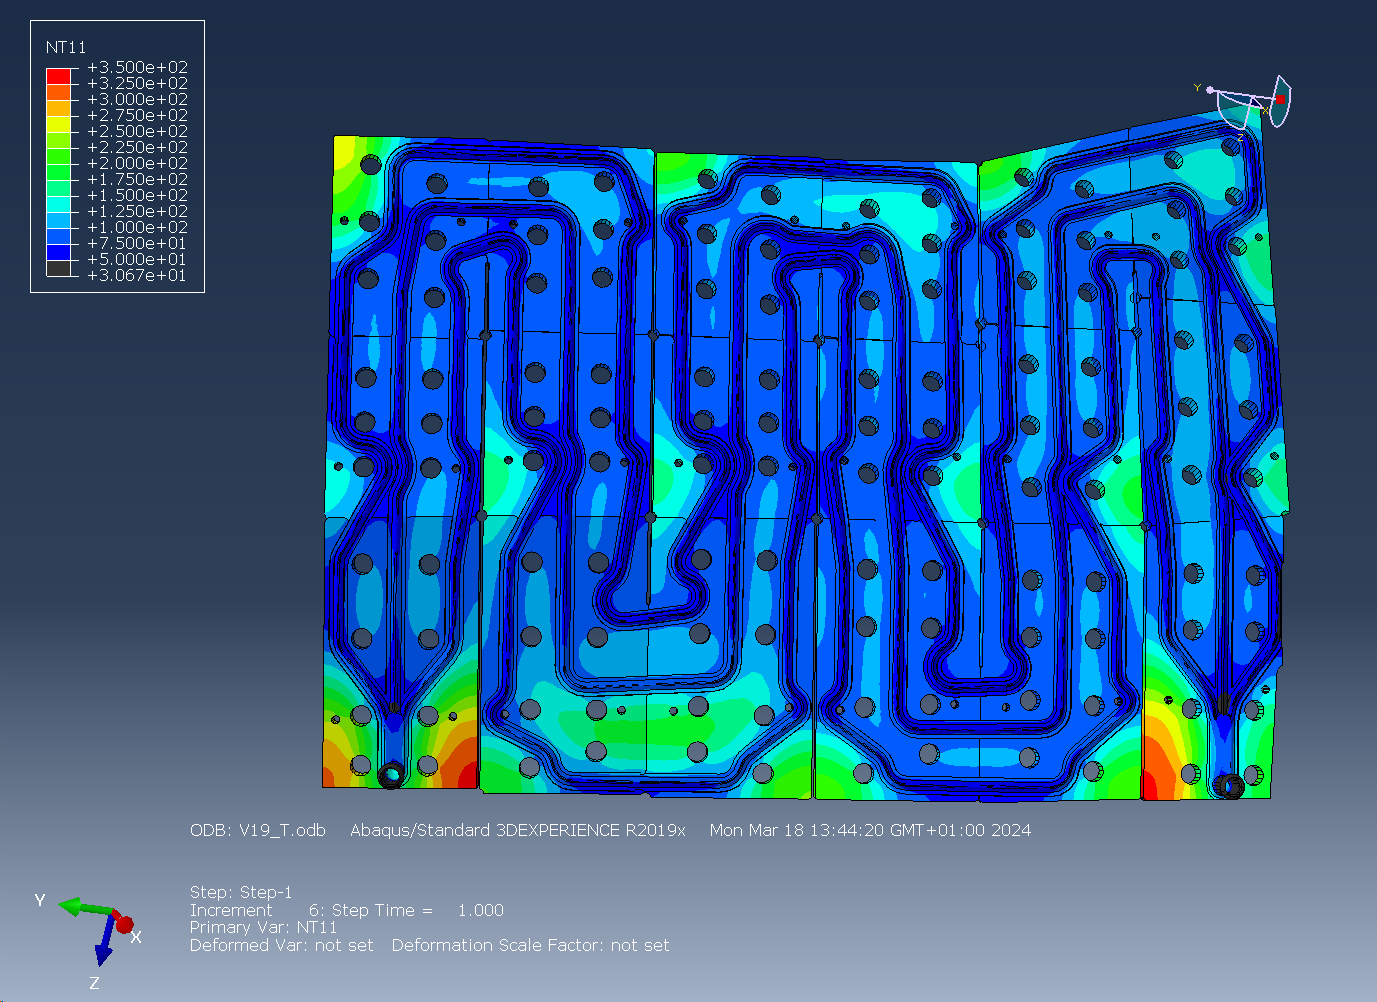 NT11
+3.500e+02
+3.250e+02
+3.000e+02
+2.750e+02
+2.500e+02
+2.250e+02
+2.000e+02
+1.750e+02
+1.500e+02
+1.250e+02
+1.000e+02
+7.500e+01
+5.000e+01
+3.067e+01
Y
X
Z
ODB: V19_T.odb Abaqus/Standard 3DEXPERIENCE R2019x Mon Mar 18 13:44:20 GMT+01:00 2024
Step: Step-1
Increment 6: Step Time = 1.000
Primary Var: NT11
Deformed Var: not set Deformation Scale Factor: not set
Y
X
Z